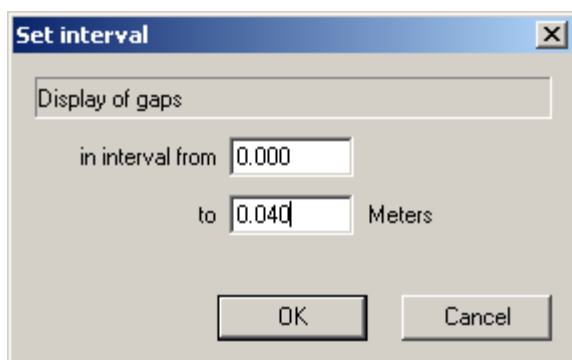 Set interval
Display of gaps
in interval from 0.000
to 0.040 Meters
OK Cancel